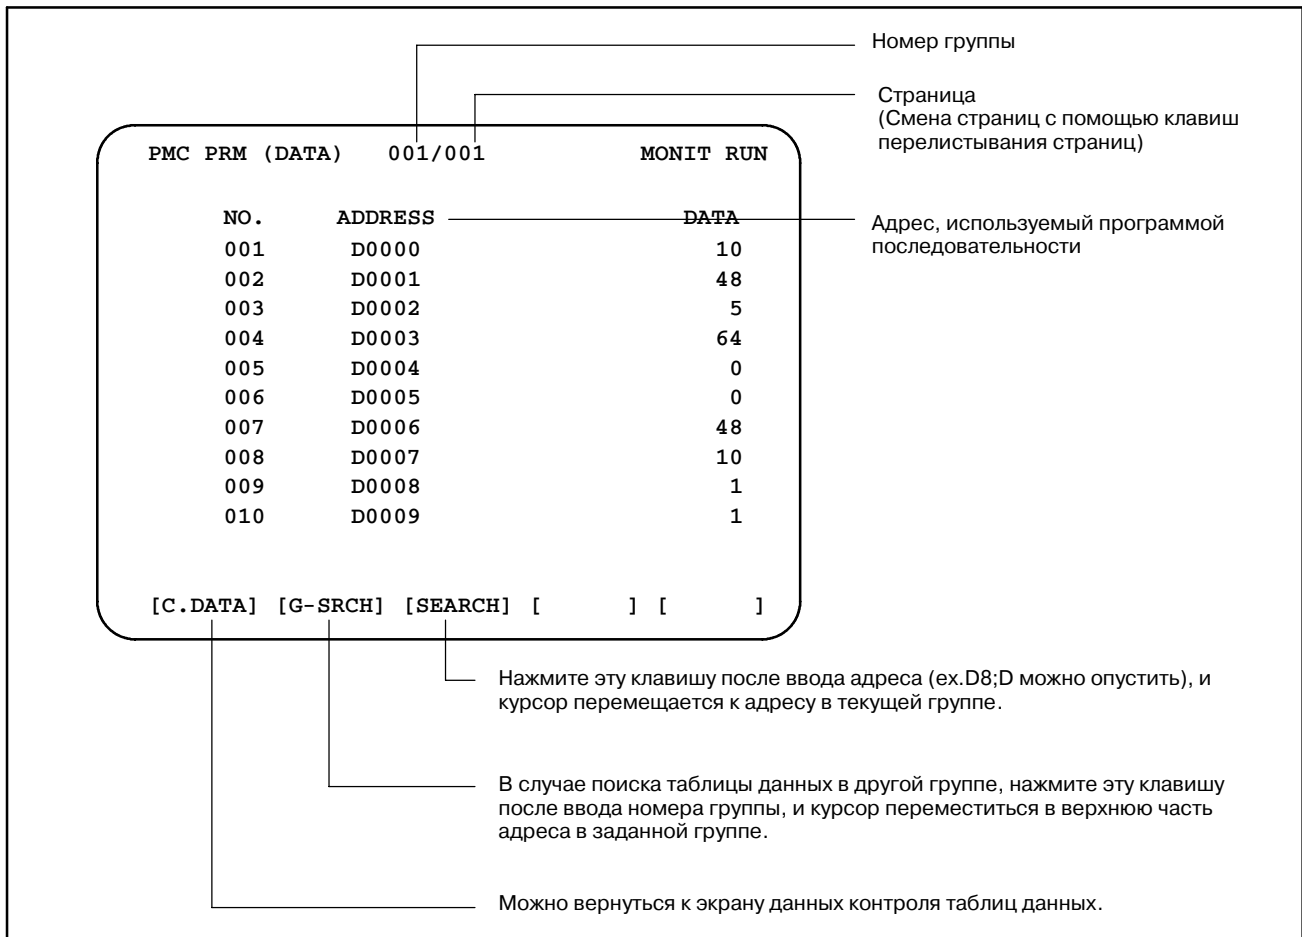 Номер группы
Страница
(Смена страниц с помощью клавиш
перелистывания страниц)
PMC PRM (DATA) 001/001 MONIT RUN
NO. ADDRESS DATA
Адрес, используемый программой
последовательности
001 D0000 10
002 D0001 48
003 D0002 5
004 D0003 64
005 D0004 0
006 D0005 0
007 D0006 48
008 D0007 10
009 D0008 1
010 D0009 1
[C.DATA] [G-SRCH] [SEARCH] [ ] [ ]
Нажмите эту клавишу после ввода адреса (ex.D8;D можно опустить), и
курсор перемещается к адресу в текущей группе.
В случае поиска таблицы данных в другой группе, нажмите эту клавишу
после ввода номера группы, и курсор переместиться в верхнюю часть
адреса в заданной группе.
Можно вернуться к экрану данных контроля таблиц данных.